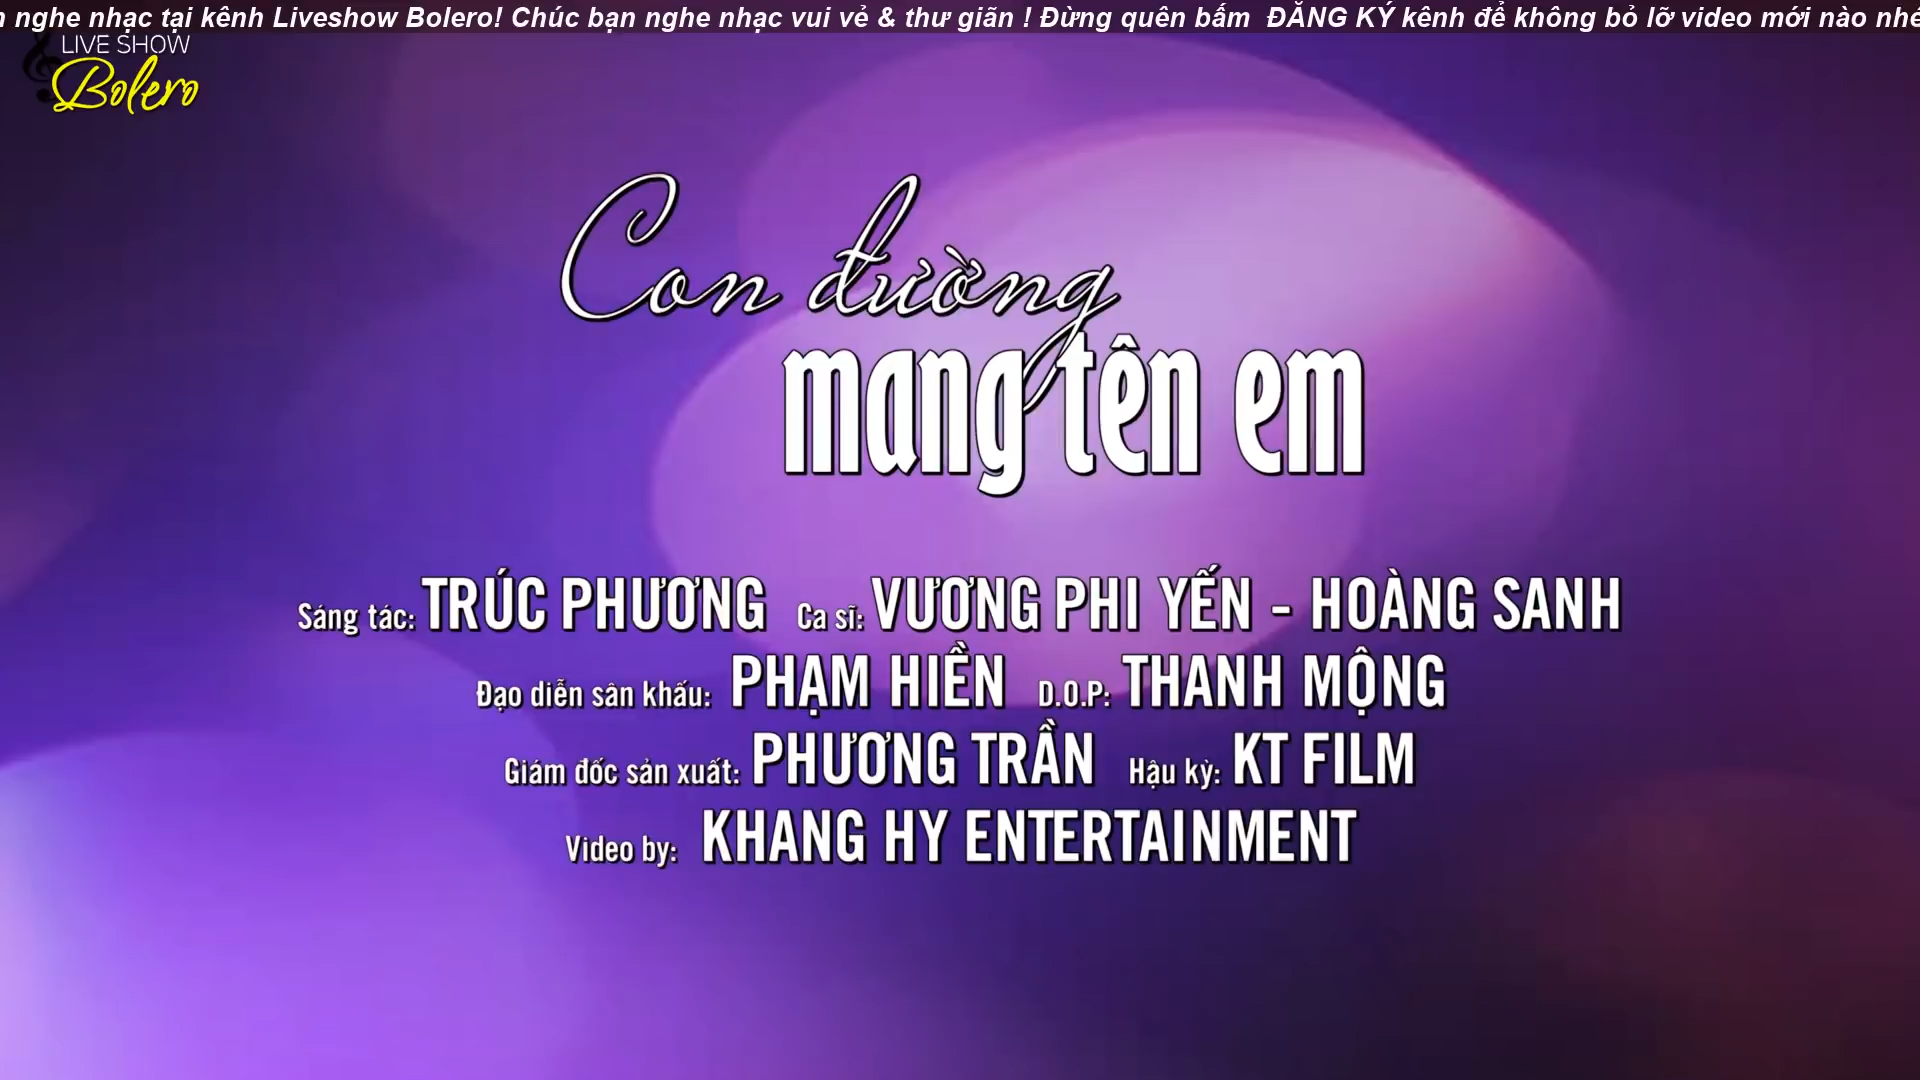 nghe nhạc tại kênh Liveshow Bolero! Chúc bạn nghe nhạc vui vẻ & thư giãn ! Đừng quên bấm ĐĂNG KÝ kênh để không bỏ lỡ video mới nào nhé
LIVE SHOW
Bolero
Con đường
mang tên em
Sáng tác: TRÚC PHƯƠNG Ca sĩ: VƯƠNG PHI YẾN - HOÀNG SANH
Đạo diễn sân khấu: PHẠM HIỀN D.O.P: THANH MỘNG
Giám đốc sản xuất: PHƯƠNG TRẦN Hậu kỳ: KT FILM
Video by: KHANG HY ENTERTAINMENT